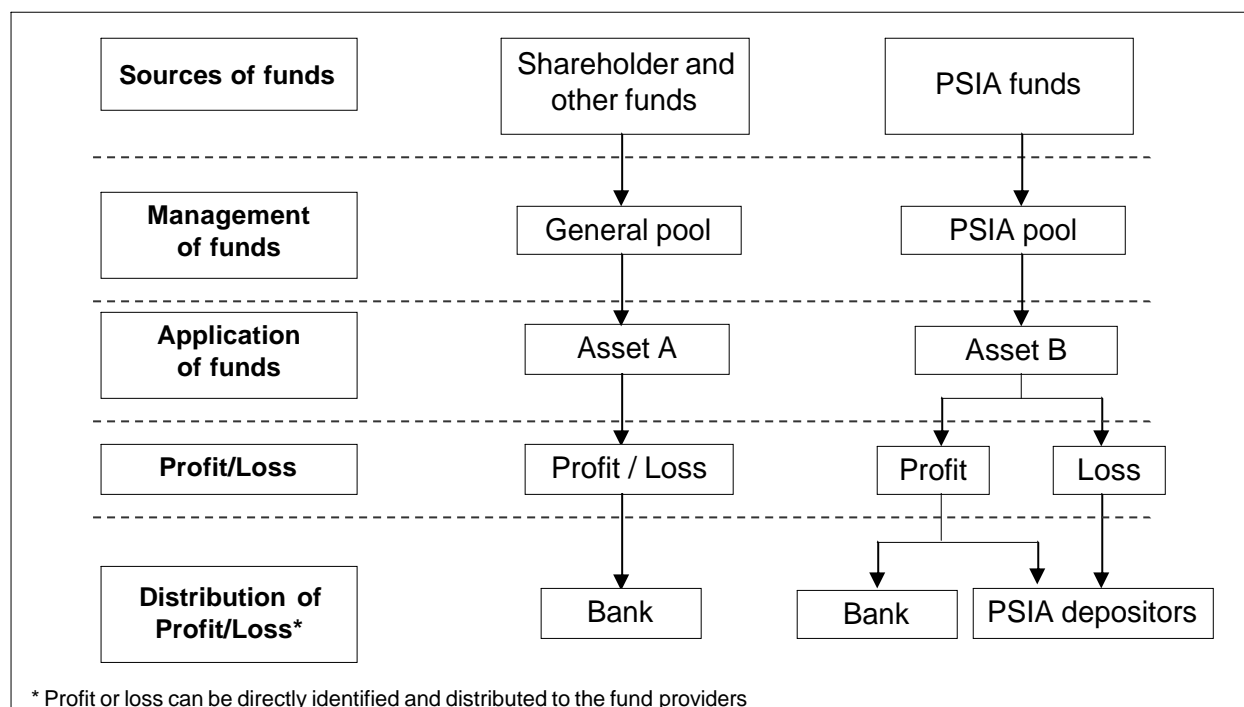 Sources of funds
Shareholder and
other funds
PSIA funds
Management
of funds
General pool
PSIA pool
Application
of funds
Asset A
Asset B
Profit/Loss
Profit / Loss
Profit
Loss
Distribution of
Profit/Loss*
Bank
Bank
PSIA depositors
* Profit or loss can be directly identified and distributed to the fund providers